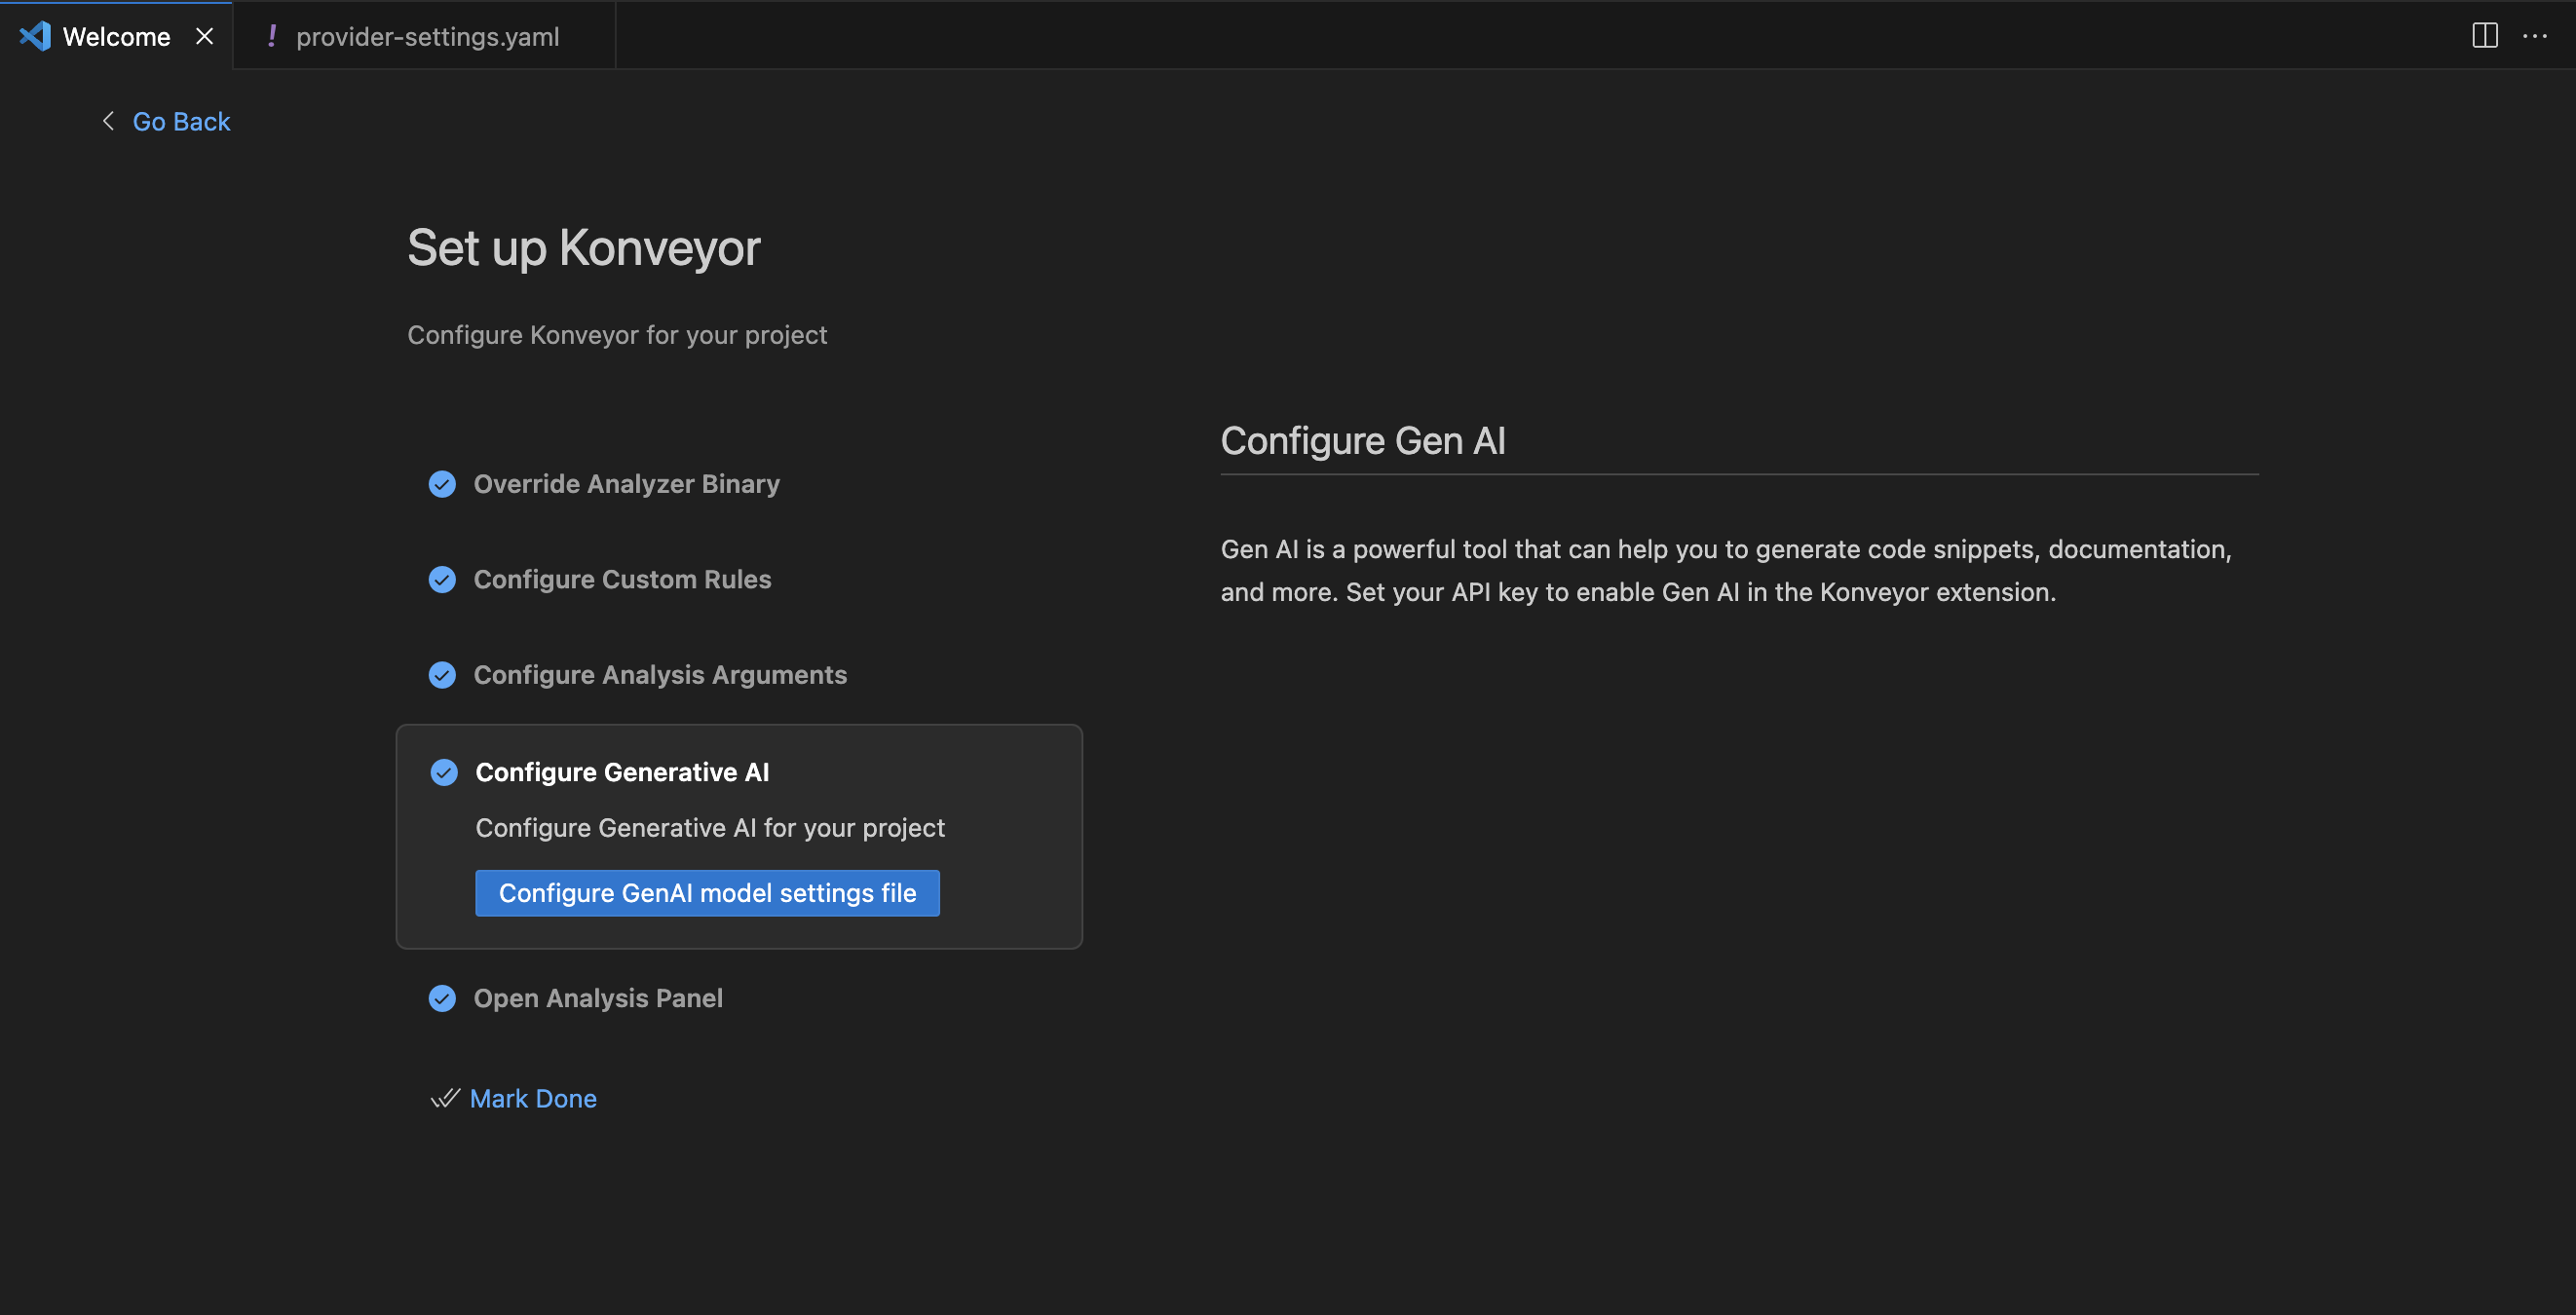 Welcome
provider-settings.yaml
Go Back
Set up Konveyor
Configure Konveyor for your project
Override Analyzer Binary
Configure Custom Rules
Configure Analysis Arguments
Configure Generative AI
Configure Generative AI for your project
Configure GenAI model settings file
Open Analysis Panel
Mark Done
Configure Gen AI
Gen AI is a powerful tool that can help you to generate code snippets, documentation,
and more. Set your API key to enable Gen AI in the Konveyor extension.